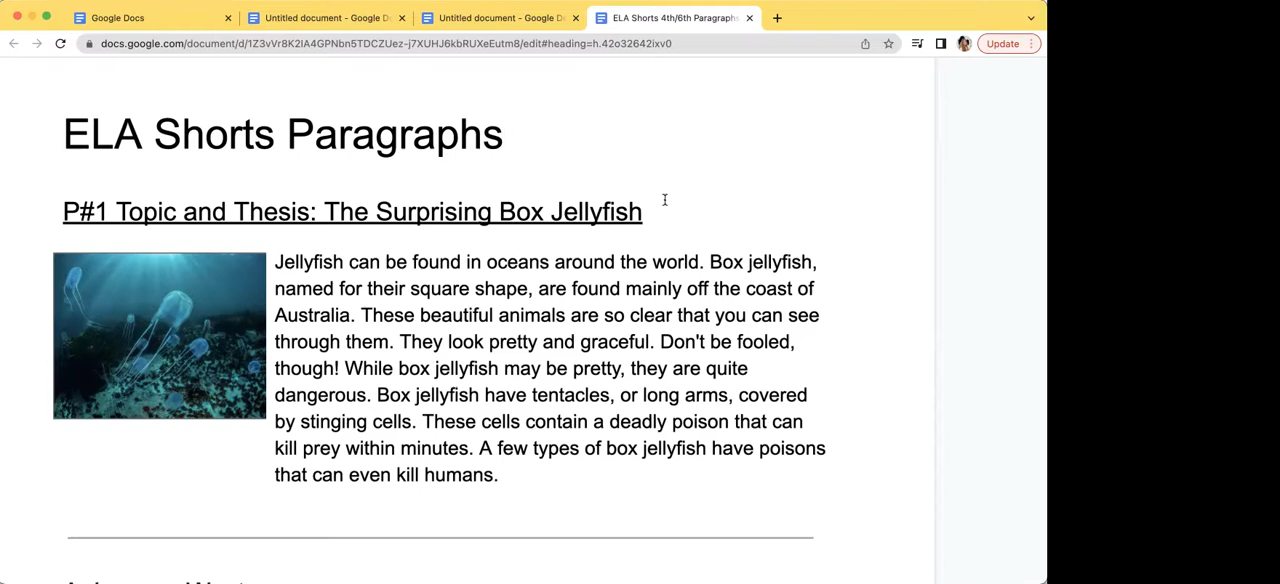 Google Docs
Untitled document - Google D
Untitled document - Google D
ELA Shorts 4th/6th Paragraphs
docs.google.com/document/d/1Z3vVr8K2IA4GPNbn5TDCZUez-j7XUHJ6kbRUXeEutm8/edit#heading=h.42o32642ixv0
Update
ELA Shorts Paragraphs
P#1 Topic and Thesis: The Surprising Box Jellyfish
Jellyfish can be found in oceans around the world. Box jellyfish,
named for their square shape, are found mainly off the coast of
Australia. These beautiful animals are so clear that you can see
through them. They look pretty and graceful. Don't be fooled,
though! While box jellyfish may be pretty, they are quite
dangerous. Box jellyfish have tentacles, or long arms, covered
by stinging cells. These cells contain a deadly poison that can
kill prey within minutes. A few types of box jellyfish have poisons
that can even kill humans.